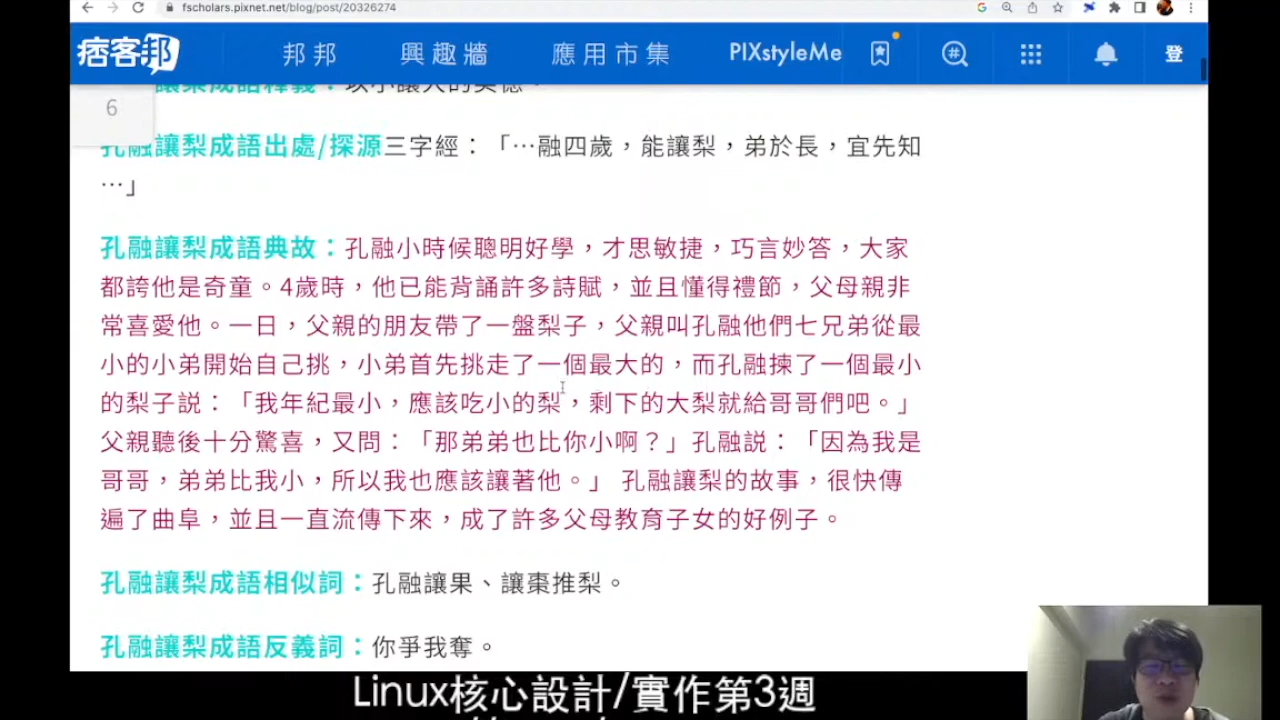 fscholars.pixnet.net/blog/post/20326274
痞客邦
邦邦
興趣牆
應用市集
PIXstyleMe
登
6
讓梨成語釋義：以小讓大的美德。
孔融讓梨成語出處/探源三字經：「…融四歲，能讓梨，弟於長，宜先知
…」
孔融讓梨成語典故：孔融小時候聰明好學，才思敏捷，巧言妙答，大家
都誇他是奇童。4歲時，他已能背誦許多詩賦，並且懂得禮節，父母親非
常喜愛他。一日，父親的朋友帶了一盤梨子，父親叫孔融他們七兄弟從最
小的小弟開始自己挑，小弟首先挑走了一個最大的，而孔融揀了一個最小
的梨子説：「我年紀最小，應該吃小的梨，剩下的大梨就給哥哥們吧。」
父親聽後十分驚喜，又問：「那弟弟也比你小啊？」孔融説：「因為我是
哥哥，弟弟比我小，所以我也應該讓著他。」 孔融讓梨的故事，很快傳
遍了曲阜，並且一直流傳下來，成了許多父母教育子女的好例子。
孔融讓梨成語相似詞：孔融讓果、讓棗推梨。
孔融讓梨成語反義詞：你爭我奪。
Linux核心設計/實作第3週